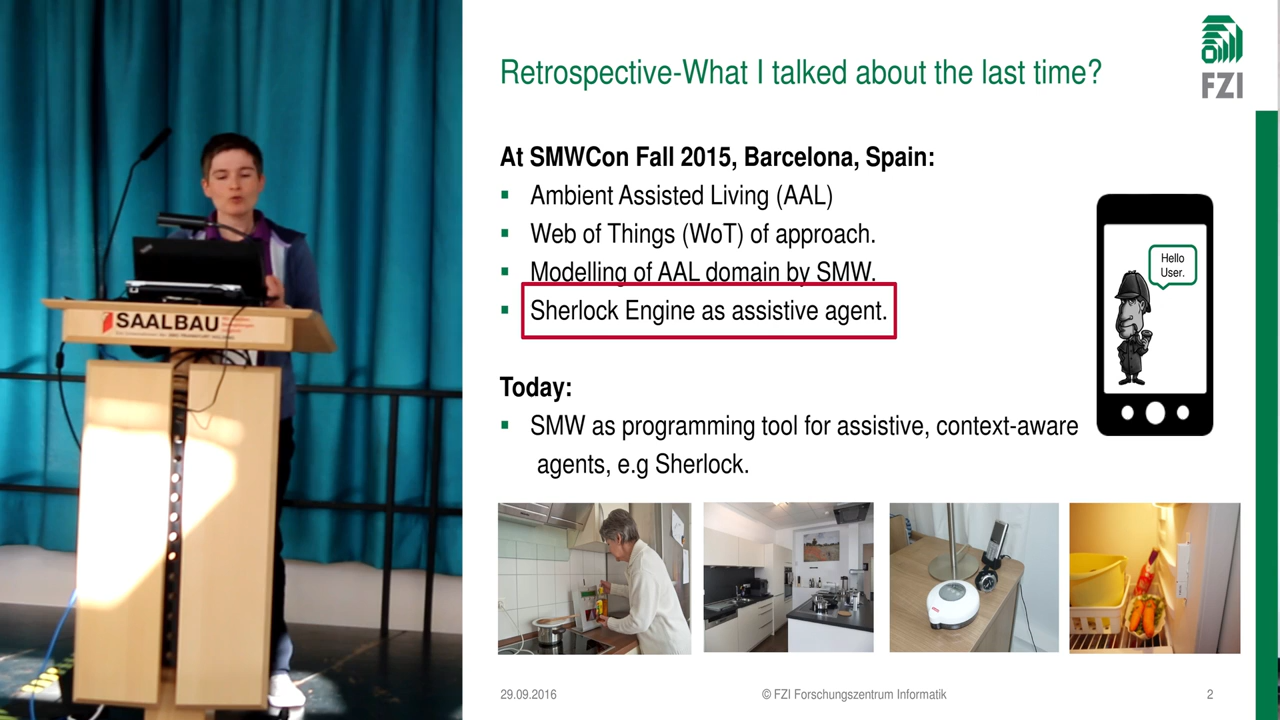 Retrospective-What I talked about the last time?
FZI
At SMWCon Fall 2015, Barcelona, Spain:
▪ Ambient Assisted Living (AAL)
▪ Web of Things (WoT) of approach.
▪ Modelling of AAL domain by SMW.
▪ Sherlock Engine as assistive agent.
Hello
User.
Today:
▪ SMW as programming tool for assistive, context-aware
agents, e.g Sherlock.
SAALBAU
29.09.2016
© FZI Forschungszentrum Informatik
2